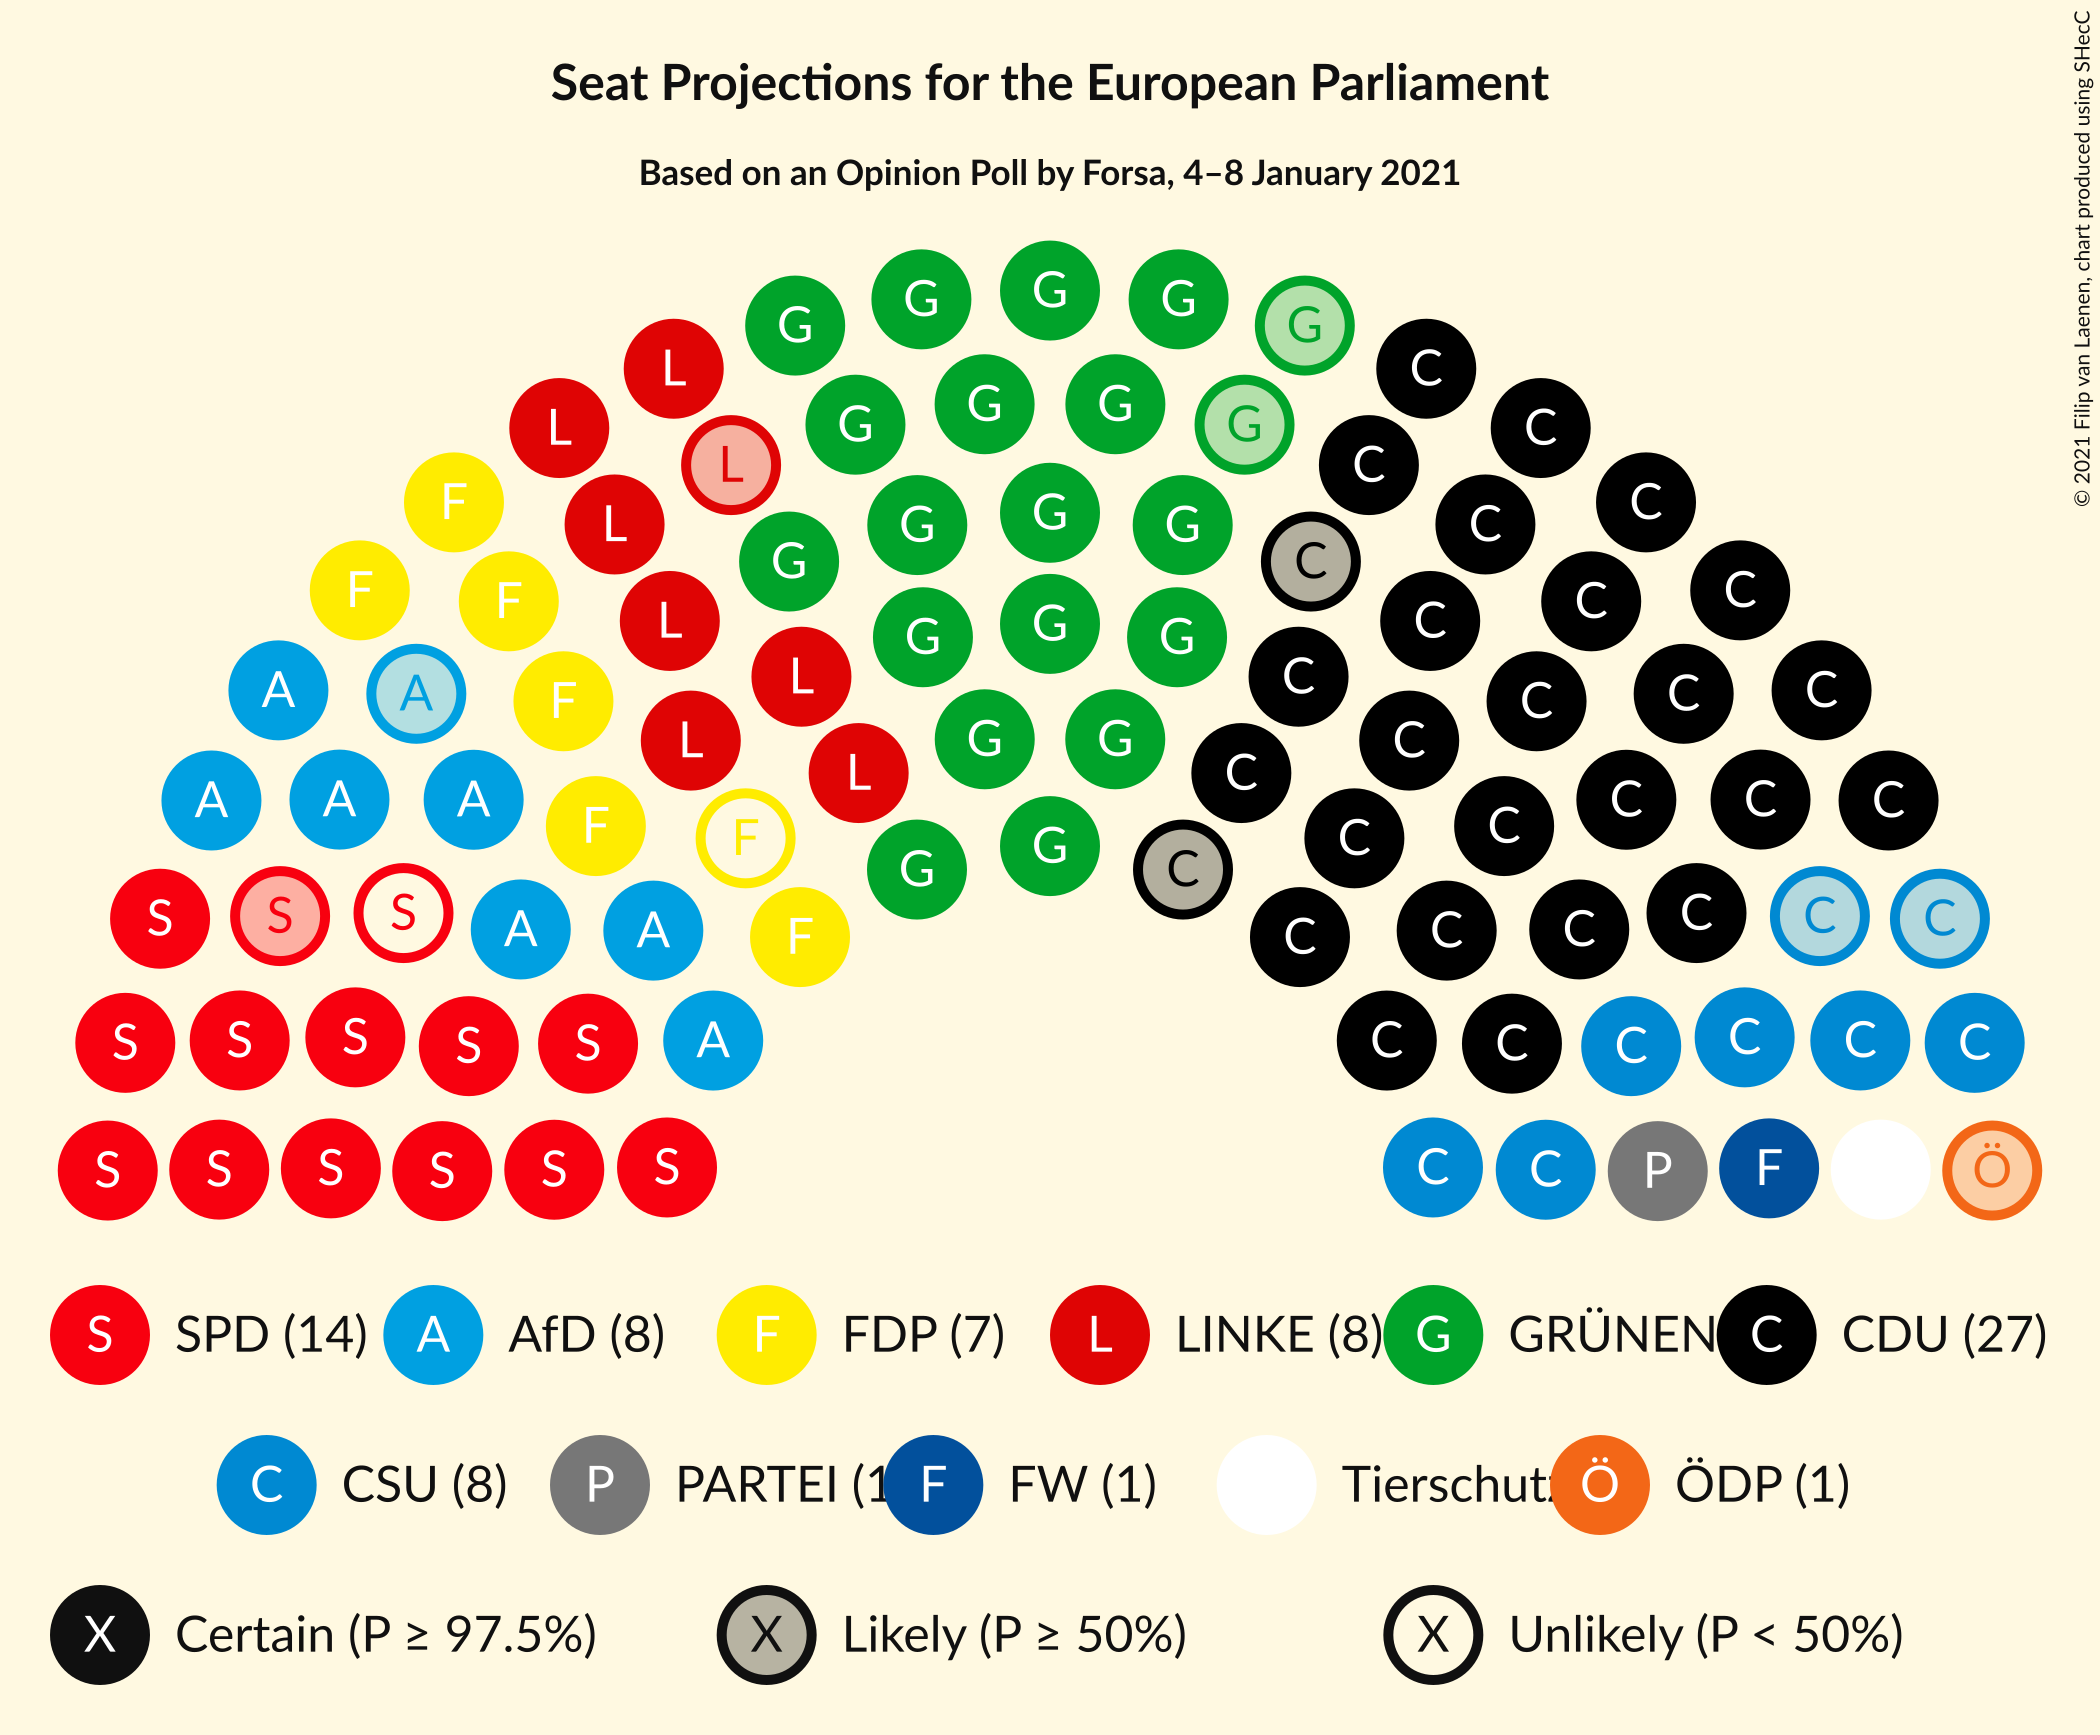 Seat Projections for the European Parliament
Based on an Opinion Poll by Forsa, 4–8 January 2021
© 2021 Filip van Laenen, chart produced using SHecC
G G G G G
L G G G G C
L L C C
F L G G G G C C C
F F L G G G C C C
A A F L L G G G C C C C C
A A A F L L G G C C C C C C
S S S A A F F G G C C C C C C C C
S S S S S A C C C C C C
S S S S S S C C P F Ö
S SPD (14) A AfD (8) F FDP (7) L LINKE (8) G GRÜNEN C CDU (27)
C CSU (8) P PARTEI (1 F FW (1) Tierschutz Ö ÖDP (1)
X Certain (P ≥ 97.5%) X Likely (P ≥ 50%) X Unlikely (P < 50%)